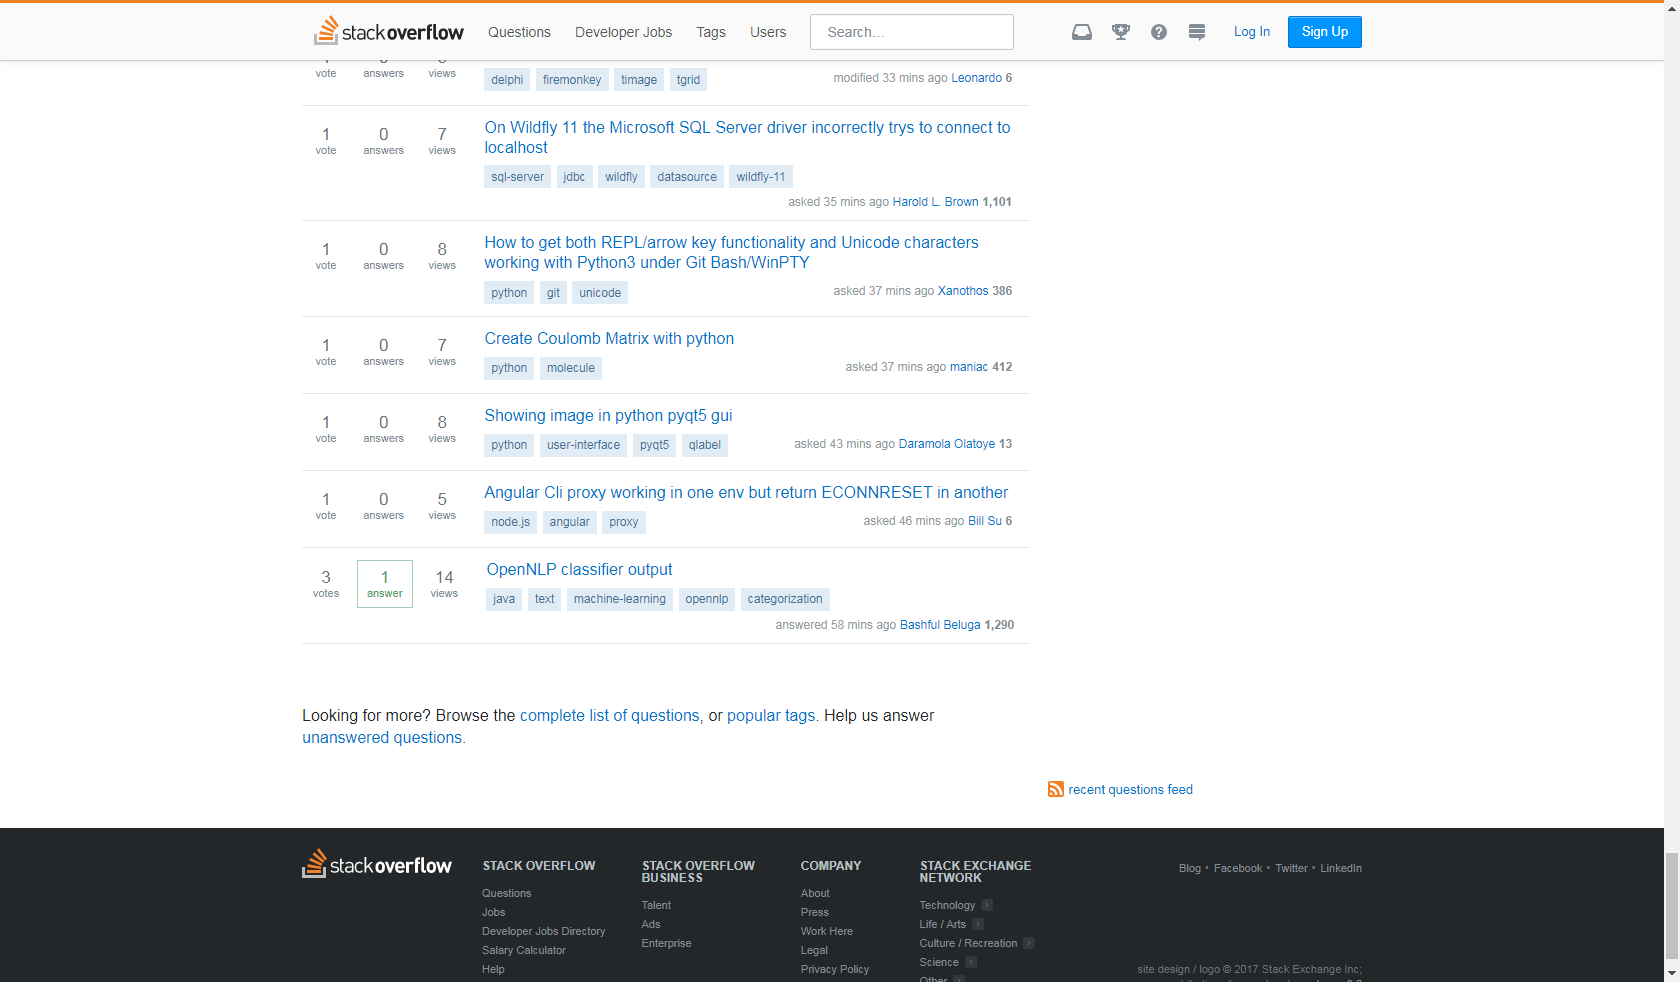 stackoverflow Questions Developer Jobs Tags Users Search... Log In Sign Up
vote answers views
delphi firemonkey timage tgrid
modified 33 mins ago Leonardo 6
1 0 7
vote answers views
On Wildfly 11 the Microsoft SQL Server driver incorrectly trys to connect to
localhost
sql-server jdbc wildfly datasource wildfly-11
asked 35 mins ago Harold L. Brown 1,101
1 0 8
vote answers views
How to get both REPL/arrow key functionality and Unicode characters
working with Python3 under Git Bash/WinPTY
python git unicode
asked 37 mins ago Xanothos 386
1 0 7
vote answers views
Create Coulomb Matrix with python
python molecule
asked 37 mins ago maniac 412
1 0 8
vote answers views
Showing image in python pyqt5 gui
python user-interface pyqt5 qlabel
asked 43 mins ago Daramola Olatoye 13
1 0 5
vote answers views
Angular Cli proxy working in one env but return ECONNRESET in another
node.js angular proxy
asked 46 mins ago Bill Su 6
3 1 14
votes answer views
OpenNLP classifier output
java text machine-learning opennlp categorization
answered 58 mins ago Bashful Beluga 1,290
Looking for more? Browse the complete list of questions, or popular tags. Help us answer
unanswered questions.
recent questions feed
stackoverflow
STACK OVERFLOW
Questions
Jobs
Developer Jobs Directory
Salary Calculator
Help
STACK OVERFLOW
BUSINESS
Talent
Ads
Enterprise
COMPANY
About
Press
Work Here
Legal
Privacy Policy
STACK EXCHANGE
NETWORK
Technology
Life / Arts
Culture / Recreation
Science
Other
Blog • Facebook • Twitter • LinkedIn
site design / logo © 2017 Stack Exchange Inc;